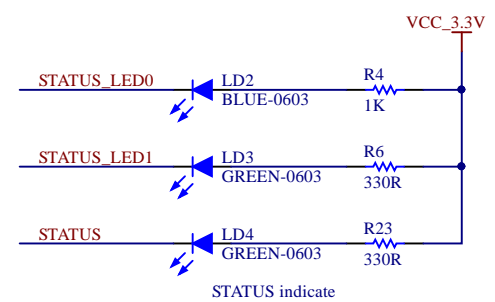 VCC_3.3V
STATUS_LED0
LD2
BLUE-0603
R4
1K
STATUS_LED1
LD3
GREEN-0603
R6
330R
STATUS
LD4
GREEN-0603
R23
330R
STATUS indicate